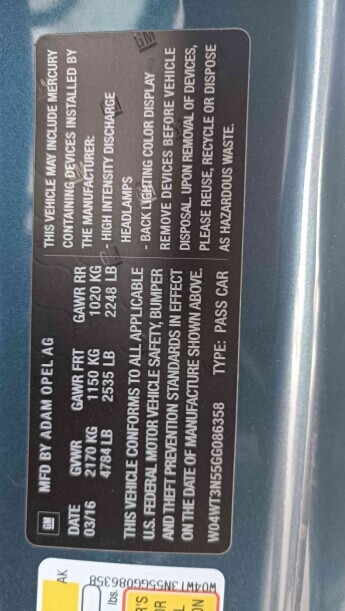 GM
MFD BY ADAM OPEL AG
DATE GVWR GAWR FRT GAWR RR
03/16 2170 KG 1150 KG 1020 KG
4784 LB 2535 LB 2248 LB
THIS VEHICLE CONFORMS TO ALL APPLICABLE
U.S. FEDERAL MOTOR VEHICLE SAFETY, BUMPER
AND THEFT PREVENTION STANDARDS IN EFFECT
ON THE DATE OF MANUFACTURE SHOWN ABOVE.
W04WT3N55GG086358 TYPE: PASS CAR
THIS VEHICLE MAY INCLUDE MERCURY
CONTAINING DEVICES INSTALLED BY
THE MANUFACTURER:
- HIGH INTENSITY DISCHARGE
HEADLAMPS
- BACK LIGHTING COLOR DISPLAY
REMOVE DEVICES BEFORE VEHICLE
DISPOSAL. UPON REMOVAL OF DEVICES,
PLEASE REUSE, RECYCLE OR DISPOSE
AS HAZARDOUS WASTE.
AK
lbs.
W04WT3N55GG086358
R'S
OR
L
ON